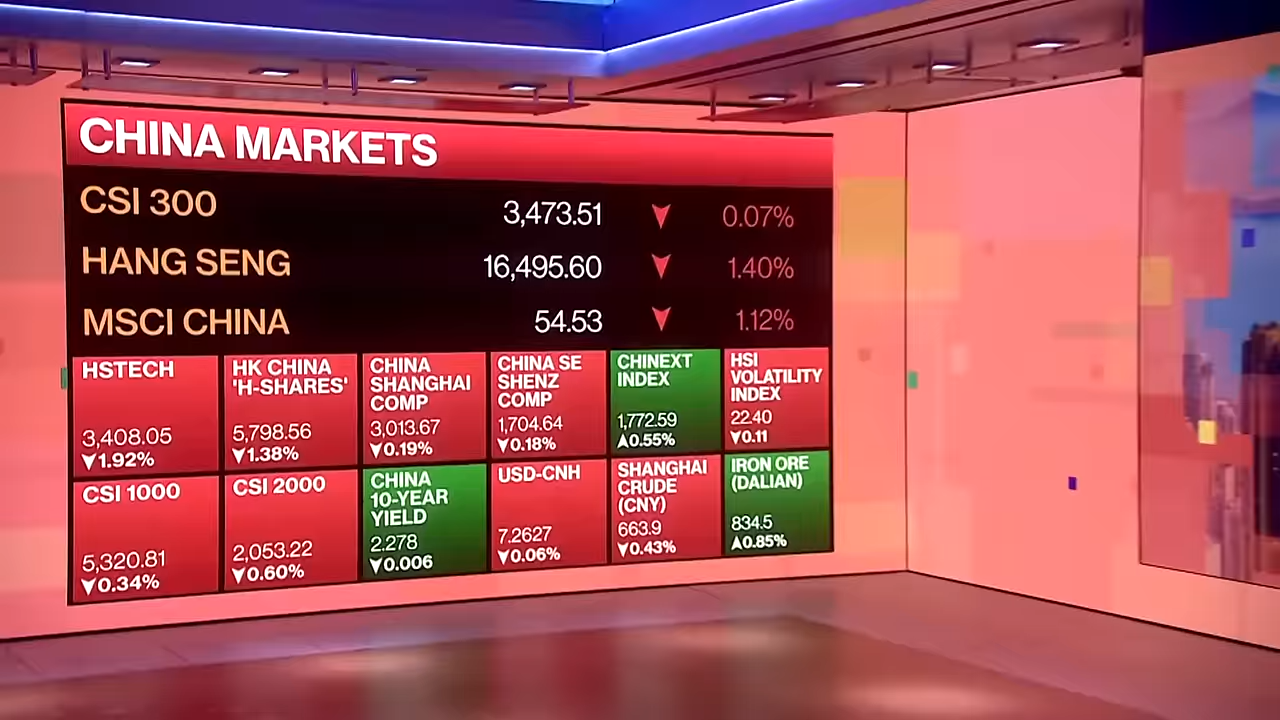 CHINA MARKETS
CSI 300 3,473.51 ▼ 0.07%
HANG SENG 16,495.60 ▼ 1.40%
MSCI CHINA 54.53 ▼ 1.12%
HSTECH
3,408.05
▼1.92%
HK CHINA
'H-SHARES'
5,798.56
▼1.38%
CHINA
SHANGHAI
COMP
3,013.67
▼0.19%
CHINA SE
SHENZ
COMP
1,704.64
▼0.18%
CHINEXT
INDEX
1,772.59
▲0.55%
HSI
VOLATILITY
INDEX
22.40
▼0.11
CSI 1000
5,320.81
▼0.34%
CSI 2000
2,053.22
▼0.60%
CHINA
10-YEAR
YIELD
2.278
▼0.006
USD-CNH
7.2627
▼0.06%
SHANGHAI
CRUDE
(CNY)
663.9
▼0.43%
IRON ORE
(DALIAN)
834.5
▲0.85%